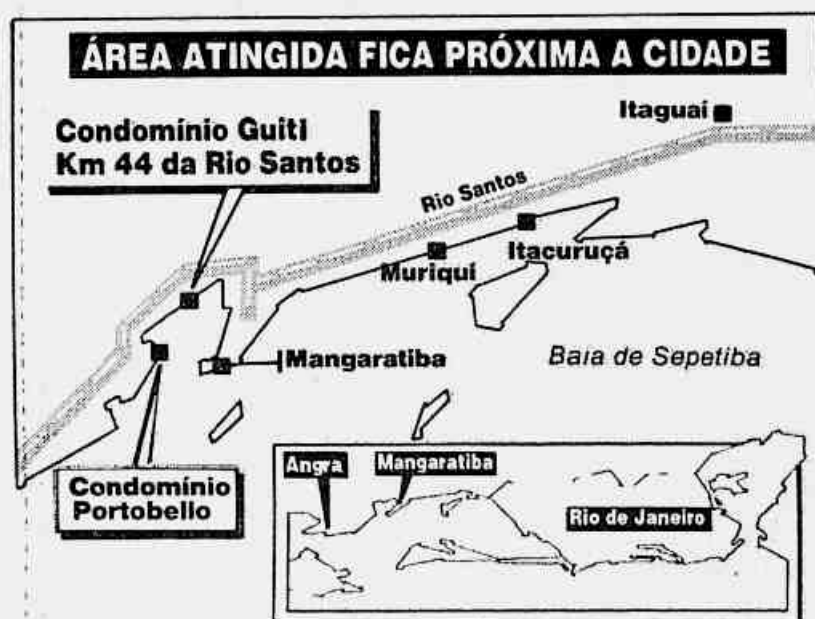 ÁREA ATINGIDA FICA PRÓXIMA A CIDADE
Itaguaí
Condomínio Guiti
Km 44 da Rio Santos
Rio Santos
Itacuruçá
Muriqui
Mangaratiba
Baía de Sepetiba
Condomínio
Portobello
Angra
Mangaratiba
Rio de Janeiro